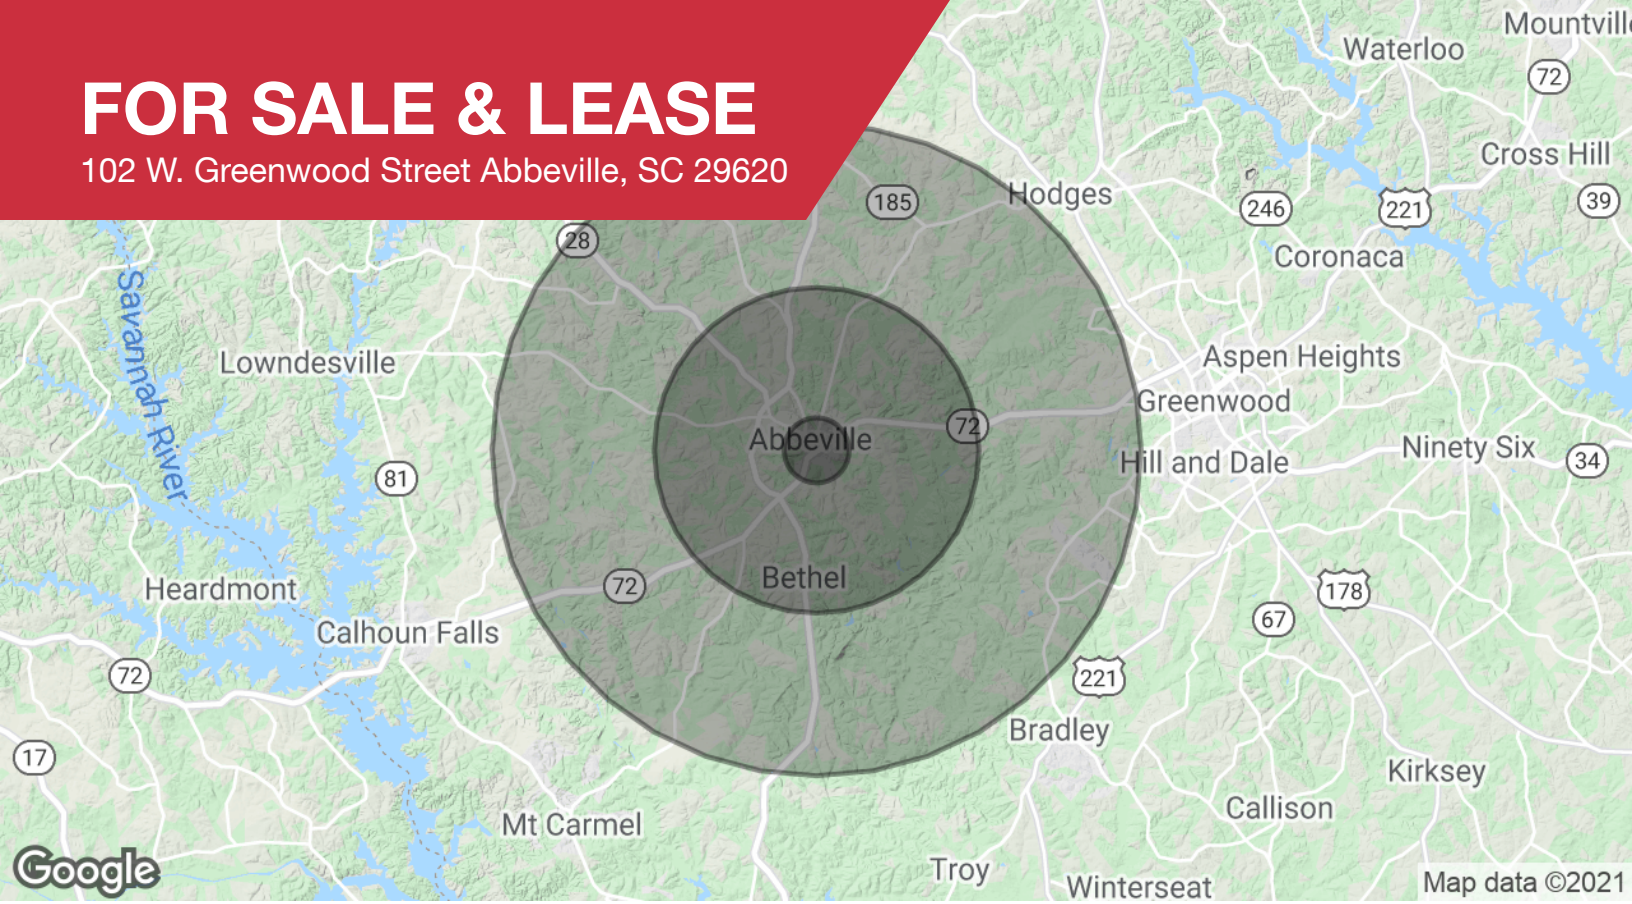 FOR SALE & LEASE
102 W. Greenwood Street Abbeville, SC 29620
Mountvill
Waterloo
72
Cross Hill
185
Hodges
246
221
39
28
Coronaca
Savannah River
Lowndesville
Aspen Heights
Greenwood
72
Abbeville
Ninety Six
Hill and Dale
34
81
Bethel
72
Heardmont
178
67
Calhoun Falls
72
221
Bradley
17
Kirksey
Callison
Mt Carmel
Troy
Google
Winterseat
Map data ©2021